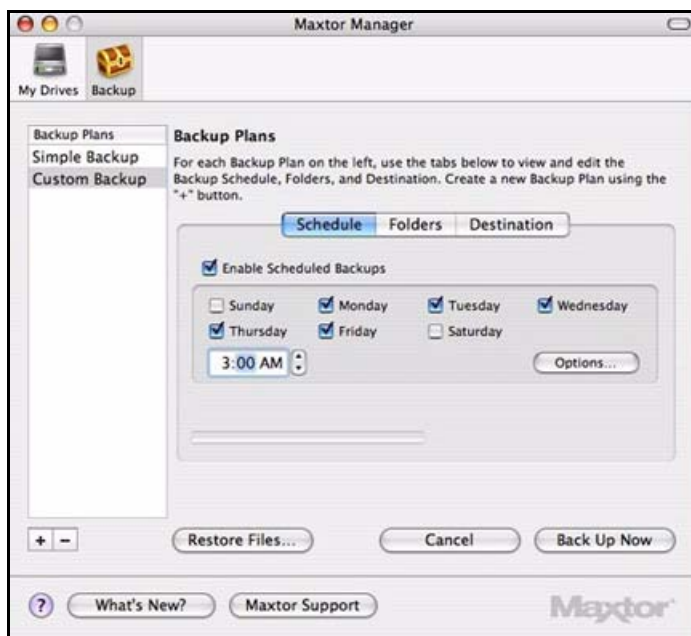 Maxtor Manager
My Drives Backup
Backup Plans
Simple Backup
Custom Backup
Backup Plans
For each Backup Plan on the left, use the tabs below to view and edit the
Backup Schedule, Folders, and Destination. Create a new Backup Plan using the
"+" button.
Schedule Folders Destination
Enable Scheduled Backups
Sunday Monday Tuesday Wednesday
Thursday Friday Saturday
3:00 AM Options...
+ − Restore Files... Cancel Back Up Now
? What's New? Maxtor Support Maxtor